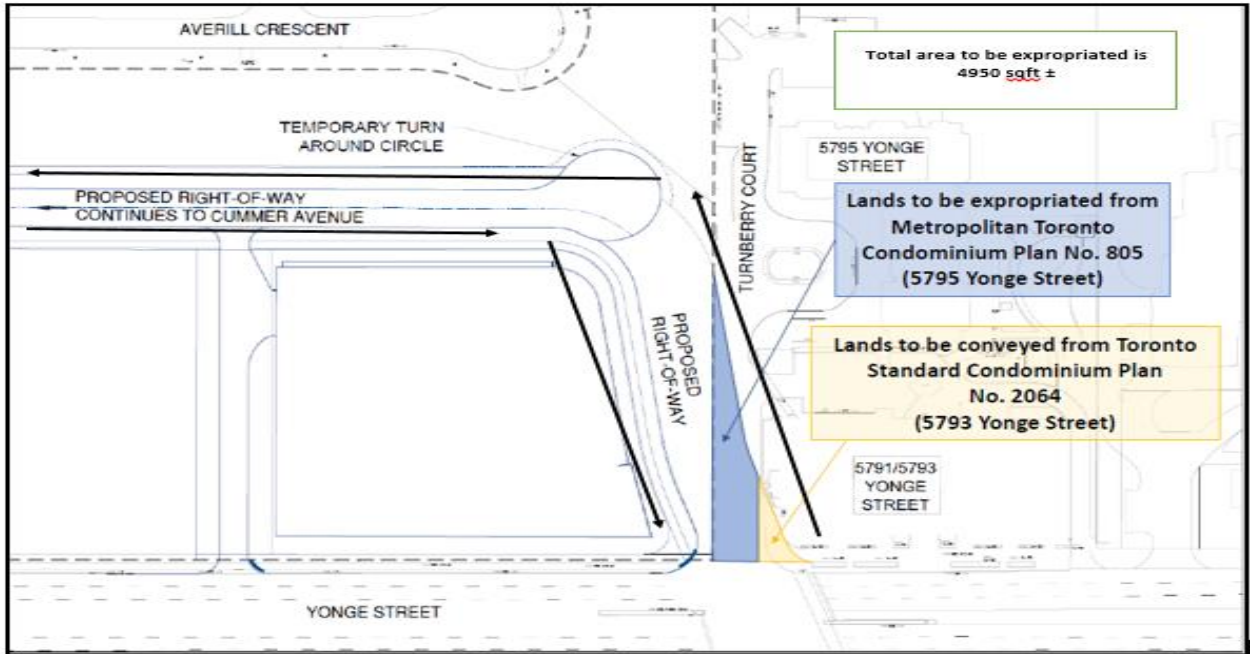 AVERILL CRESCENT
Total area to be expropriated is
4950 sqft ±
TEMPORARY TURN
AROUND CIRCLE
TURNBERRY COURT
5795 YONGE
STREET
PROPOSED RIGHT-OF-WAY
CONTINUES TO CUMMER AVENUE
Lands to be expropriated from
Metropolitan Toronto
Condominium Plan No. 805
(5795 Yonge Street)
PROPOSED
RIGHT-OF-WAY
Lands to be conveyed from Toronto
Standard Condominium Plan
No. 2064
(5793 Yonge Street)
5791/5793
YONGE
STREET
YONGE STREET